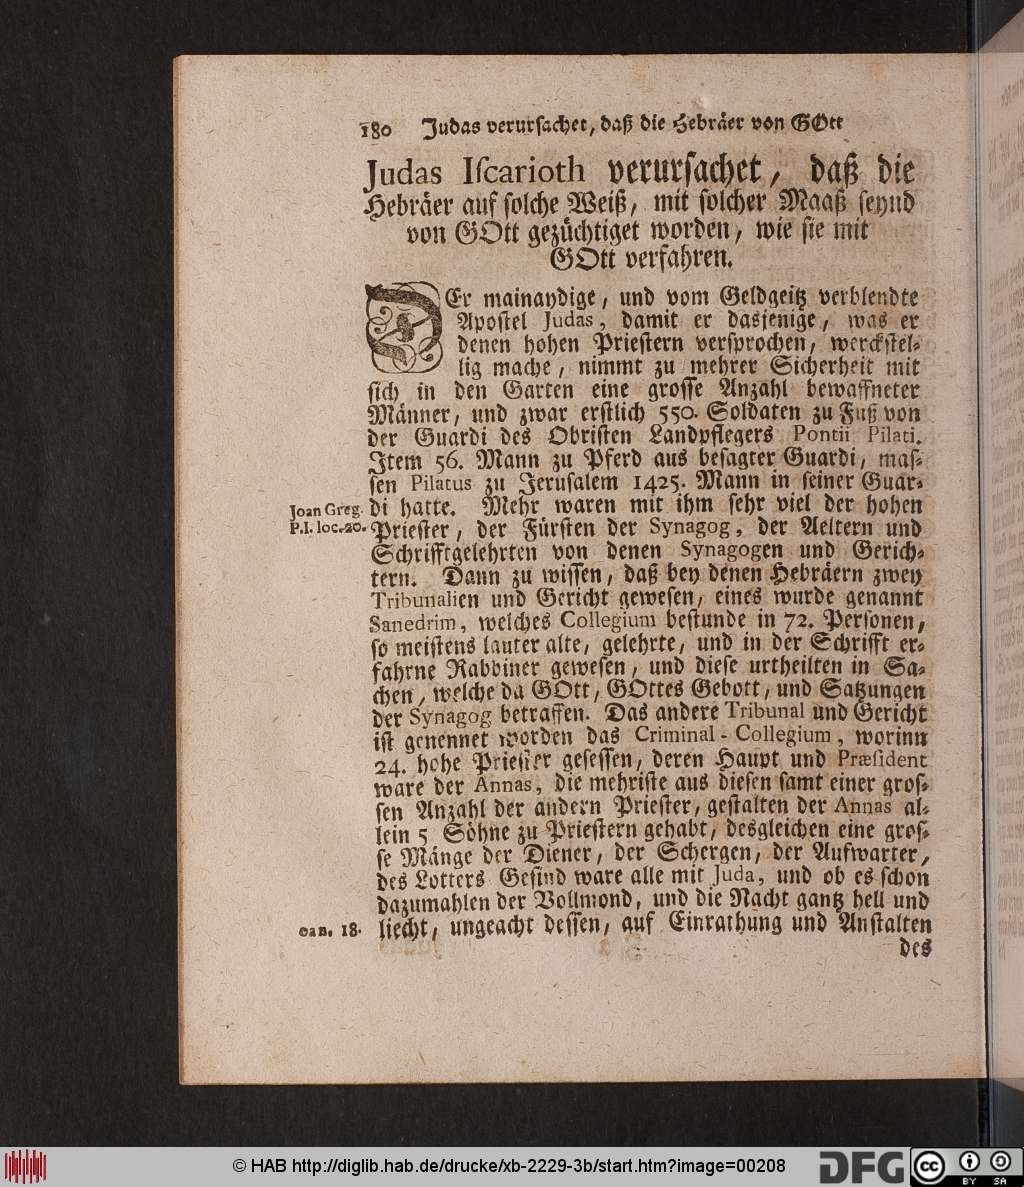 180 Judas verursachet, daß die Hebräer von GOtt
Judas Iscarioth verursachet, daß die
Hebräer auf solche Weiß, mit solcher Maaß seynd
von GOtt gezüchtiget worden, wie sie mit
GOtt verfahren.
DEr mainaydige, und vom Geldgeitz verblendte
Apostel Judas, damit er dasjenige, was er
denen hohen Priestern versprochen, werckstel-
lig mache, nimmt zu mehrer Sicherheit mit
sich in den Garten eine grosse Anzahl bewaffneter
Männer, und zwar erstlich 550. Soldaten zu Fuß von
der Guardi des Obristen Landpflegers Pontii Pilati.
Item 56. Mann zu Pferd aus besagter Guardi, mas-
sen Pilatus zu Jerusalem 1425. Mann in seiner Guar-
Joan Greg. di hatte. Mehr waren mit ihm sehr viel der hohen
P.I. loc. 20. Priester, der Fürsten der Synagog, der Aeltern und
Schrifftgelehrten von denen Synagogen und Gerich-
tern. Dann zu wissen, daß bey denen Hebräern zwey
Tribunalien und Gericht gewesen, eines wurde genannt
Sanedrim, welches Collegium bestunde in 72. Personen,
so meistens lauter alte, gelehrte, und in der Schrifft er-
fahrne Rabbiner gewesen, und diese urtheilten in Sa-
chen, welche da GOtt, GOttes Gebott, und Satzungen
der Synagog betraffen. Das andere Tribunal und Gericht
ist genennet worden das Criminal-Collegium, worinn
24. hohe Priester gesessen, deren Haupt und Præsident
ware der Annas, die mehriste aus diesen samt einer gros-
sen Anzahl der andern Priester, gestalten der Annas al-
lein 5 Söhne zu Priestern gehabt, desgleichen eine gros-
se Mänge der Diener, der Schergen, der Aufwarter,
des Lotters Gesind ware alle mit Juda, und ob es schon
dazumahlen der Vollmond, und die Nacht gantz hell und
18. liecht, ungeacht dessen, auf Einrathung und Anstalten
des
© HAB http://diglib.hab.de/drucke/xb-2229-3b/start.htm?image=00208
DFG
cc BY SA